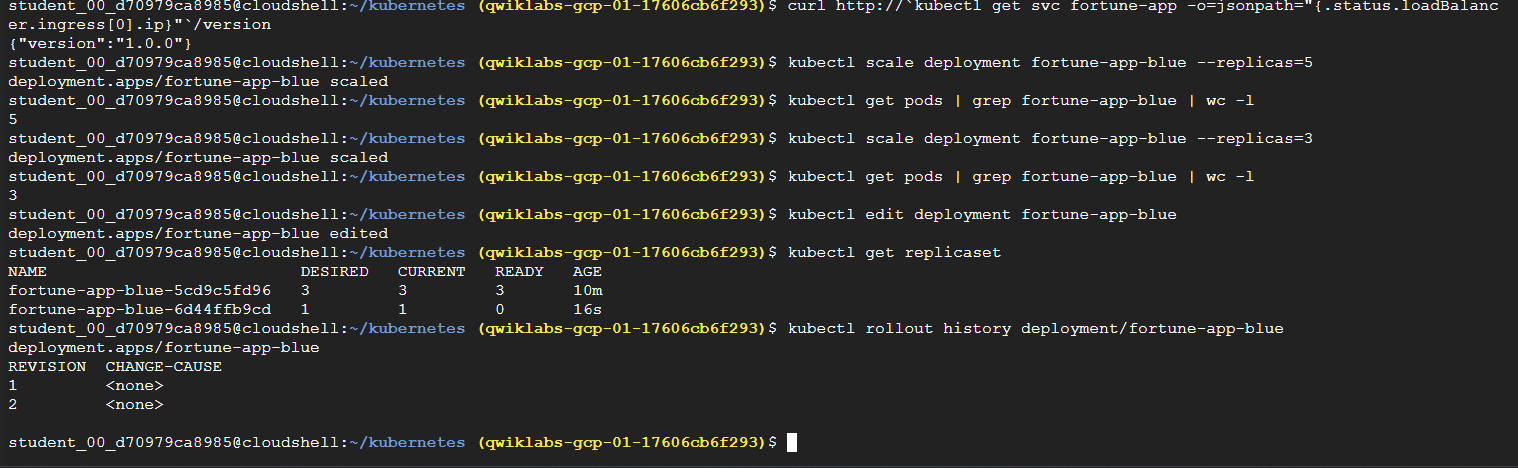 student_00_d70979ca8985@cloudshell:~/kubernetes (qwiklabs-gcp-01-17606cb6f293)$ curl http://`kubectl get svc fortune-app -o=jsonpath="{.status.loadBalanc
er.ingress[0].ip}"`/version
{"version":"1.0.0"}
student_00_d70979ca8985@cloudshell:~/kubernetes (qwiklabs-gcp-01-17606cb6f293)$ kubectl scale deployment fortune-app-blue --replicas=5
deployment.apps/fortune-app-blue scaled
student_00_d70979ca8985@cloudshell:~/kubernetes (qwiklabs-gcp-01-17606cb6f293)$ kubectl get pods | grep fortune-app-blue | wc -l
5
student_00_d70979ca8985@cloudshell:~/kubernetes (qwiklabs-gcp-01-17606cb6f293)$ kubectl scale deployment fortune-app-blue --replicas=3
deployment.apps/fortune-app-blue scaled
student_00_d70979ca8985@cloudshell:~/kubernetes (qwiklabs-gcp-01-17606cb6f293)$ kubectl get pods | grep fortune-app-blue | wc -l
3
student_00_d70979ca8985@cloudshell:~/kubernetes (qwiklabs-gcp-01-17606cb6f293)$ kubectl edit deployment fortune-app-blue
deployment.apps/fortune-app-blue edited
student_00_d70979ca8985@cloudshell:~/kubernetes (qwiklabs-gcp-01-17606cb6f293)$ kubectl get replicaset
NAME                          DESIRED   CURRENT   READY   AGE
fortune-app-blue-5cd9c5fd96   3         3         3       10m
fortune-app-blue-6d44ffb9cd   1         1         0       16s
student_00_d70979ca8985@cloudshell:~/kubernetes (qwiklabs-gcp-01-17606cb6f293)$ kubectl rollout history deployment/fortune-app-blue
deployment.apps/fortune-app-blue
REVISION  CHANGE-CAUSE
1         <none>
2         <none>
student_00_d70979ca8985@cloudshell:~/kubernetes (qwiklabs-gcp-01-17606cb6f293)$